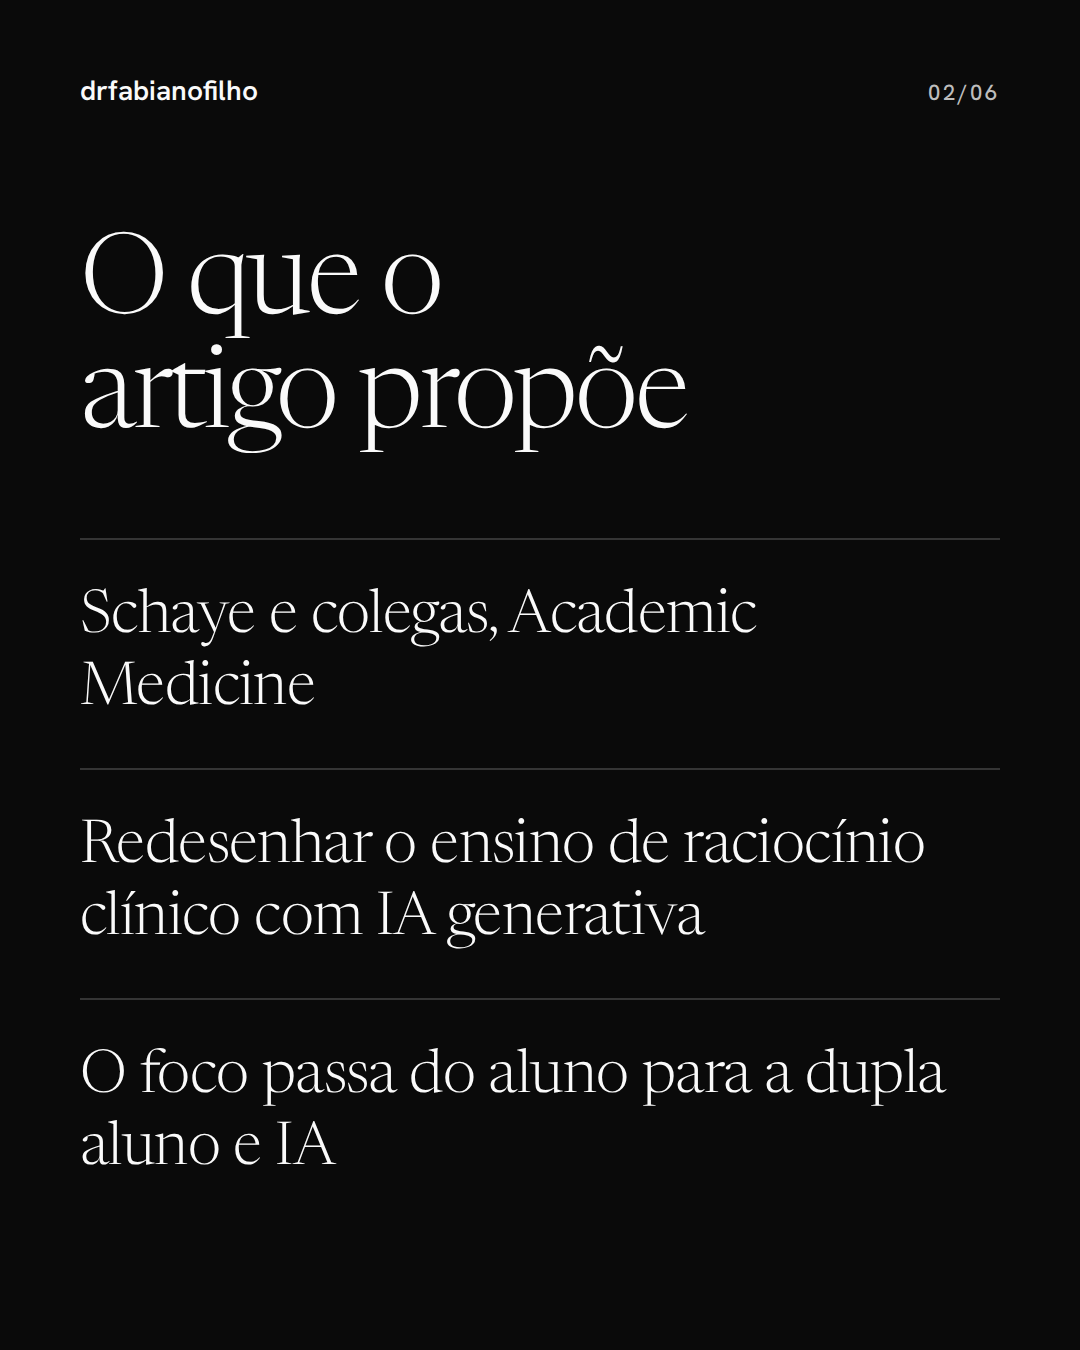 drfabianofilho
02/06
O que o
artigo propõe
Schaye e colegas, Academic
Medicine
Redesenhar o ensino de raciocínio
clínico com IA generativa
O foco passa do aluno para a dupla
aluno e IA